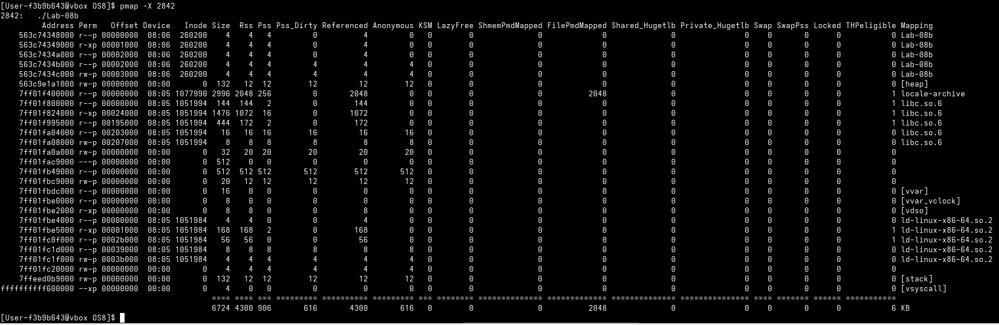 [User-f3b9b643@vbox OS8]$ pmap -X 2842
2842:   ./Lab-08b
         Address Perm   Offset Device   Inode Size  Rss Pss Pss_Dirty Referenced Anonymous KSM LazyFree ShmemPmdMapped FilePmdMapped Shared_Hugetlb Private_Hugetlb Swap SwapPss Locked THPeligible Mapping
    563c74348000 r--p 00000000  08:06  260200    4    4   4         0          4         0   0        0              0             0              0               0    0       0      0           0 Lab-08b
    563c74349000 r-xp 00001000  08:06  260200    4    4   4         0          4         0   0        0              0             0              0               0    0       0      0           0 Lab-08b
    563c7434a000 r--p 00002000  08:06  260200    4    4   4         0          4         0   0        0              0             0              0               0    0       0      0           0 Lab-08b
    563c7434b000 r--p 00002000  08:06  260200    4    4   4         4          4         4   0        0              0             0              0               0    0       0      0           0 Lab-08b
    563c7434c000 rw-p 00003000  08:06  260200    4    4   4         4          4         4   0        0              0             0              0               0    0       0      0           0 Lab-08b
    563c9e1a1000 rw-p 00000000  00:00       0  132   12  12        12         12        12   0        0              0             0              0               0    0       0      0           0 [heap]
    7ff01f400000 r--p 00000000  08:05 1077990 2996 2048 256         0       2048         0   0        0              0          2048              0               0    0       0      0           1 locale-archive
    7ff01f800000 r--p 00000000  08:05 1051994  144  144   2         0        144         0   0        0              0             0              0               0    0       0      0           1 libc.so.6
    7ff01f824000 r-xp 00024000  08:05 1051994 1476 1072  16         0       1072         0   0        0              0             0              0               0    0       0      0           1 libc.so.6
    7ff01f995000 r--p 00195000  08:05 1051994  444  172   2         0        172         0   0        0              0             0              0               0    0       0      0           1 libc.so.6
    7ff01fa04000 r--p 00203000  08:05 1051994   16   16  16        16         16        16   0        0              0             0              0               0    0       0      0           0 libc.so.6
    7ff01fa08000 rw-p 00207000  08:05 1051994    8    8   8         8          8         8   0        0              0             0              0               0    0       0      0           0 libc.so.6
    7ff01fa0a000 rw-p 00000000  00:00       0   32   20  20        20         20        20   0        0              0             0              0               0    0       0      0           0
    7ff01fac9000 ---p 00000000  00:00       0  512    0   0         0          0         0   0        0              0             0              0               0    0       0      0           0
    7ff01fb49000 r--p 00000000  00:00       0  512  512 512       512        512       512   0        0              0             0              0               0    0       0      0           0
    7ff01fbc9000 rw-p 00000000  00:00       0   20   12  12        12         12        12   0        0              0             0              0               0    0       0      0           0
    7ff01fbdc000 r--p 00000000  00:00       0   16    0   0         0          0         0   0        0              0             0              0               0    0       0      0           0 [vvar]
    7ff01fbe0000 r--p 00000000  00:00       0    8    0   0         0          0         0   0        0              0             0              0               0    0       0      0           0 [vvar_vclock]
    7ff01fbe2000 r-xp 00000000  00:00       0    8    8   0         0          8         0   0        0              0             0              0               0    0       0      0           0 [vdso]
    7ff01fbe4000 r--p 00000000  08:05 1051984    4    4   0         0          4         0   0        0              0             0              0               0    0       0      0           0 ld-linux-x86-64.so.2
    7ff01fbe5000 r-xp 00001000  08:05 1051984  168  168   2         0        168         0   0        0              0             0              0               0    0       0      0           1 ld-linux-x86-64.so.2
    7ff01fc0f000 r--p 0002b000  08:05 1051984   56   56   0         0         56         0   0        0              0             0              0               0    0       0      0           1 ld-linux-x86-64.so.2
    7ff01fc1d000 r--p 00039000  08:05 1051984    8    8   8         8          8         8   0        0              0             0              0               0    0       0      0           0 ld-linux-x86-64.so.2
    7ff01fc1f000 rw-p 0003b000  08:05 1051984    4    4   4         4          4         4   0        0              0             0              0               0    0       0      0           0 ld-linux-x86-64.so.2
    7ff01fc20000 rw-p 00000000  00:00       0    4    4   4         4          4         4   0        0              0             0              0               0    0       0      0           0
    7ffeed0b9000 rw-p 00000000  00:00       0  132   12  12        12         12        12   0        0              0             0              0               0    0       0      0           0 [stack]
ffffffffff600000 --xp 00000000  00:00       0    4    0   0         0          0         0   0        0              0             0              0               0    0       0      0           0 [vsyscall]
                                              ==== ==== === ========= ========== ========= === ======== ============== ============= ============== =============== ==== ======= ====== ===========
                                              6724 4300 906       616       4300       616   0        0              0          2048              0               0    0       0      0           6 KB
[User-f3b9b643@vbox OS8]$